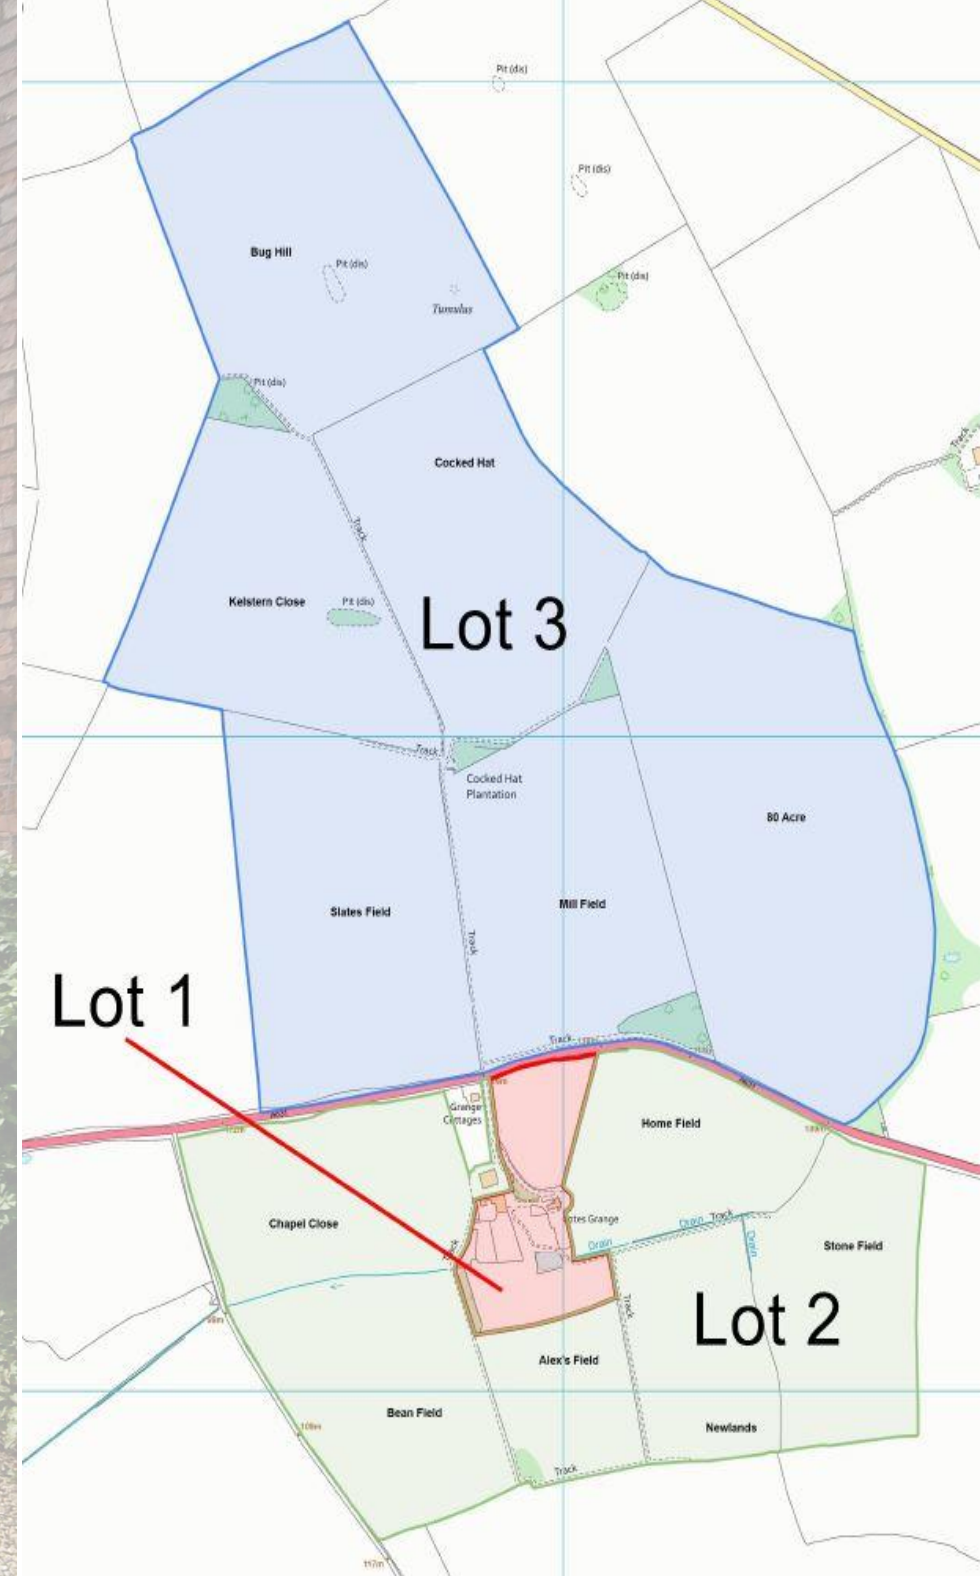 Pit (dis)
Pit (dis)
Bug Hill
Pit (dis)
Pit (dis)
Tumulus
Pit (dis)
Track
Cocked Hat
Track
Kelstern Close
Pit (dis)
Lot 3
Track
Cocked Hat
Plantation
80 Acre
Slates Field
Mill Field
Track
Lot 1
Track
Grange
Cottages
Home Field
Chapel Close
Drain
Track
Drain
Drain
Stone Field
Track
Lot 2
Alex's Field
Bean Field
Newlands
Track
117m